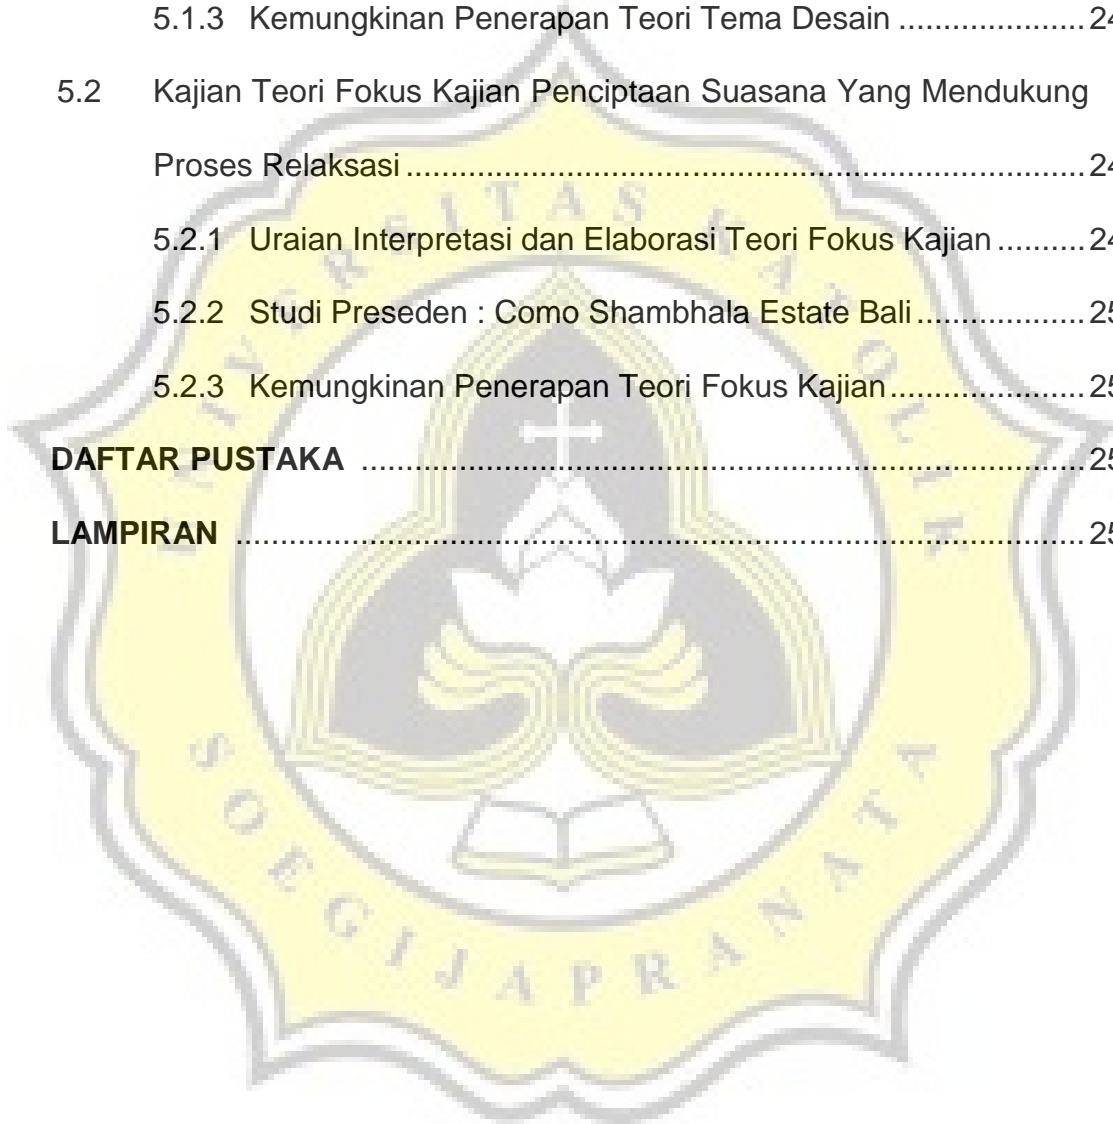 5.1.3 Kemungkinan Penerapan Teori Tema Desain ..................... 24
5.2 Kajian Teori Fokus Kajian Penciptaan Suasana Yang Mendukung
Proses Relaksasi ............................................................................. 24
5.2.1 Uraian Interpretasi dan Elaborasi Teori Fokus Kajian .......... 24
5.2.2 Studi Preseden : Como Shambhala Estate Bali ................... 25
5.2.3 Kemungkinan Penerapan Teori Fokus Kajian ...................... 25
DAFTAR PUSTAKA .................................................................................. 25
LAMPIRAN ................................................................................................ 25
UNIVERSITAS KATOLIK
SOEGIJAPRANATA